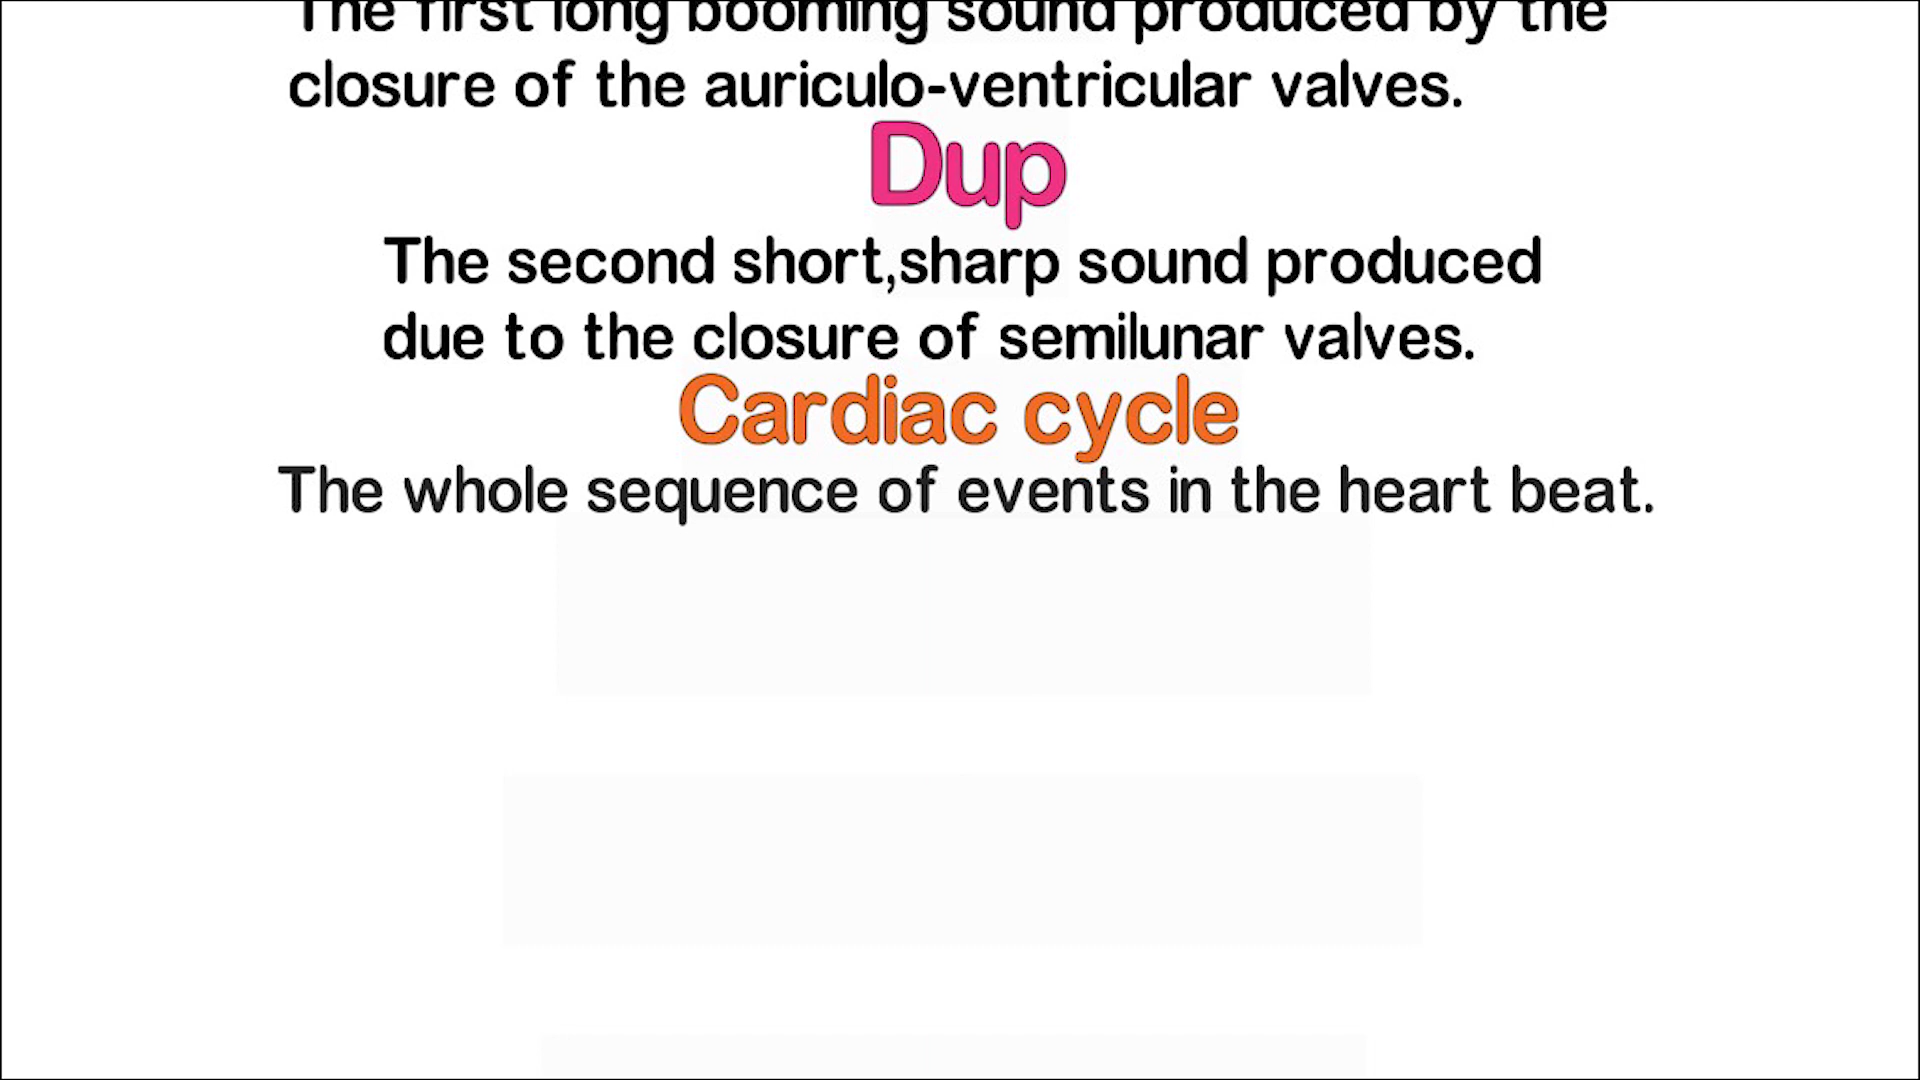 The first long booming sound produced by the
closure of the auriculo-ventricular valves.
Dup
The second short,sharp sound produced
due to the closure of semilunar valves.
Cardiac cycle
The whole sequence of events in the heart beat.